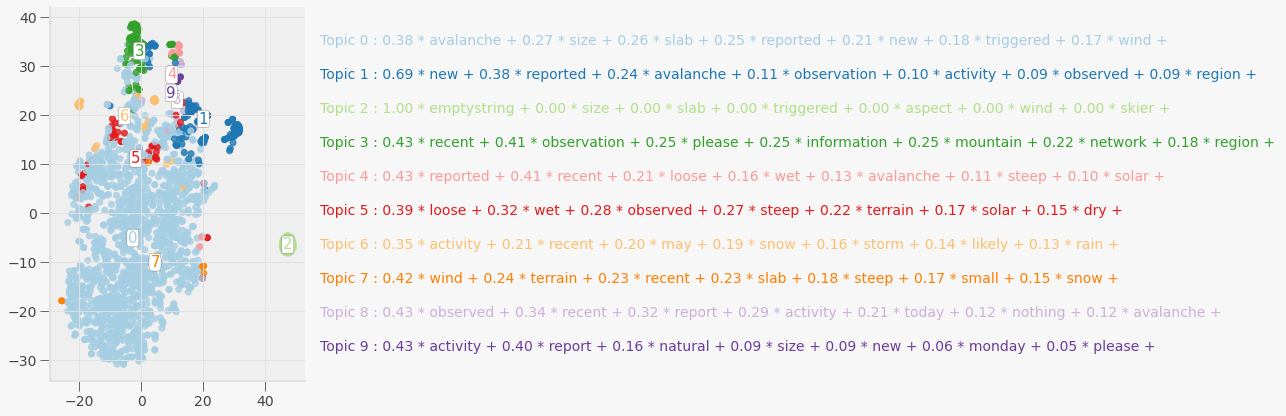 40
30
20
10
0
−10
−20
−30
−20 0 20 40
3
4
9
8
6
1
5
0
2
7
Topic 0 : 0.38 * avalanche + 0.27 * size + 0.26 * slab + 0.25 * reported + 0.21 * new + 0.18 * triggered + 0.17 * wind +
Topic 1 : 0.69 * new + 0.38 * reported + 0.24 * avalanche + 0.11 * observation + 0.10 * activity + 0.09 * observed + 0.09 * region +
Topic 2 : 1.00 * emptystring + 0.00 * size + 0.00 * slab + 0.00 * triggered + 0.00 * aspect + 0.00 * wind + 0.00 * skier +
Topic 3 : 0.43 * recent + 0.41 * observation + 0.25 * please + 0.25 * information + 0.25 * mountain + 0.22 * network + 0.18 * region +
Topic 4 : 0.43 * reported + 0.41 * recent + 0.21 * loose + 0.16 * wet + 0.13 * avalanche + 0.11 * steep + 0.10 * solar +
Topic 5 : 0.39 * loose + 0.32 * wet + 0.28 * observed + 0.27 * steep + 0.22 * terrain + 0.17 * solar + 0.15 * dry +
Topic 6 : 0.35 * activity + 0.21 * recent + 0.20 * may + 0.19 * snow + 0.16 * storm + 0.14 * likely + 0.13 * rain +
Topic 7 : 0.42 * wind + 0.24 * terrain + 0.23 * recent + 0.23 * slab + 0.18 * steep + 0.17 * small + 0.15 * snow +
Topic 8 : 0.43 * observed + 0.34 * recent + 0.32 * report + 0.29 * activity + 0.21 * today + 0.12 * nothing + 0.12 * avalanche +
Topic 9 : 0.43 * activity + 0.40 * report + 0.16 * natural + 0.09 * size + 0.09 * new + 0.06 * monday + 0.05 * please +